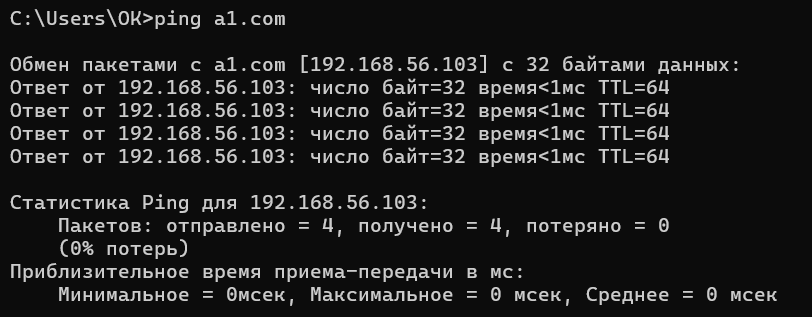 C:\Users\OK>ping a1.com
Обмен пакетами с a1.com [192.168.56.103] с 32 байтами данных:
Ответ от 192.168.56.103: число байт=32 время<1мс TTL=64
Ответ от 192.168.56.103: число байт=32 время<1мс TTL=64
Ответ от 192.168.56.103: число байт=32 время<1мс TTL=64
Ответ от 192.168.56.103: число байт=32 время<1мс TTL=64
Статистика Ping для 192.168.56.103:
Пакетов: отправлено = 4, получено = 4, потеряно = 0
(0% потерь)
Приблизительное время приема-передачи в мс:
Минимальное = 0мсек, Максимальное = 0 мсек, Среднее = 0 мсек